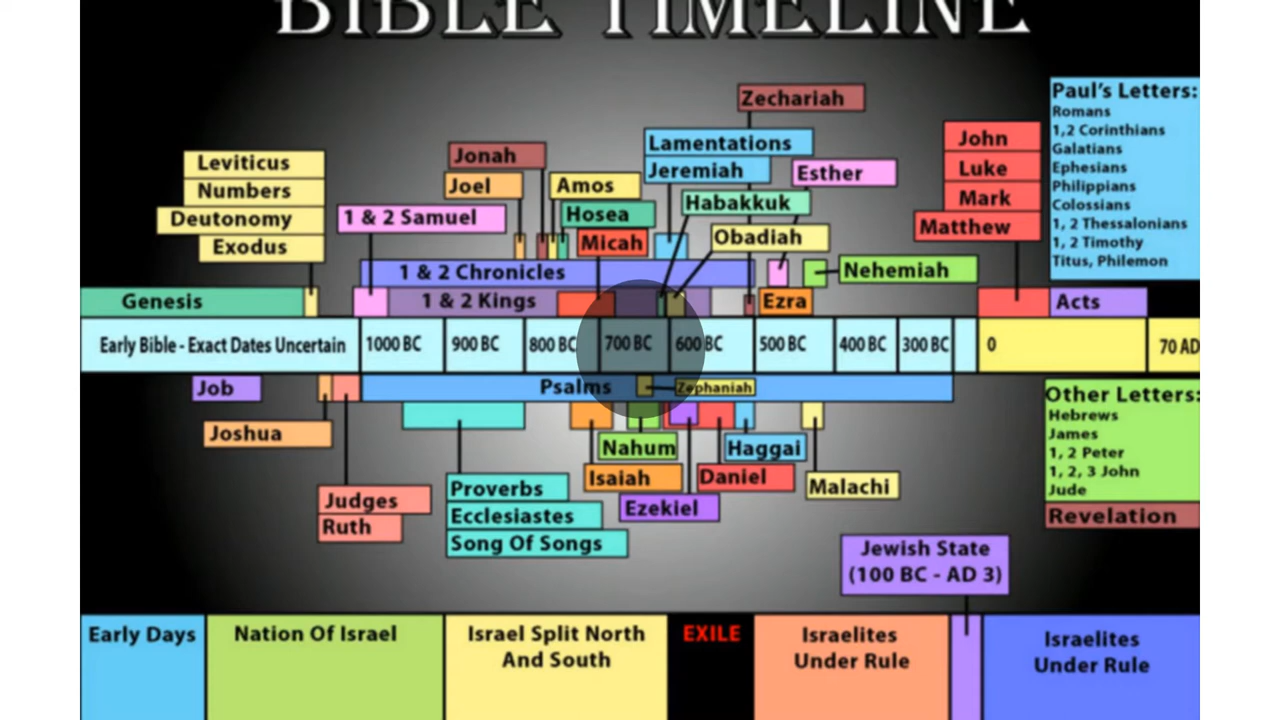 BIBLE TIMELINE
Zechariah
Paul's Letters:
Romans
1,2 Corinthians
Galatians
Ephesians
Philippians
Colossians
1, 2 Thessalonians
1, 2 Timothy
Titus, Philemon
Lamentations
Jeremiah
Esther
Habakkuk
Obadiah
Nehemiah
John
Luke
Mark
Matthew
Jonah
Joel
Amos
Hosea
Micah
Leviticus
Numbers
Deutonomy
Exodus
1 & 2 Samuel
1 & 2 Chronicles
Genesis
1 & 2 Kings
Ezra
Acts
Early Bible - Exact Dates Uncertain
1000 BC
900 BC
800 BC
700 BC
600 BC
500 BC
400 BC
300 BC
0
70 AD
Job
Psalms
Zephaniah
Joshua
Nahum
Haggai
Isaiah
Daniel
Malachi
Ezekiel
Judges
Ruth
Proverbs
Ecclesiastes
Song Of Songs
Other Letters:
Hebrews
James
1, 2 Peter
1, 2, 3 John
Jude
Revelation
Jewish State
(100 BC - AD 3)
Early Days
Nation Of Israel
Israel Split North
And South
EXILE
Israelites
Under Rule
Israelites
Under Rule